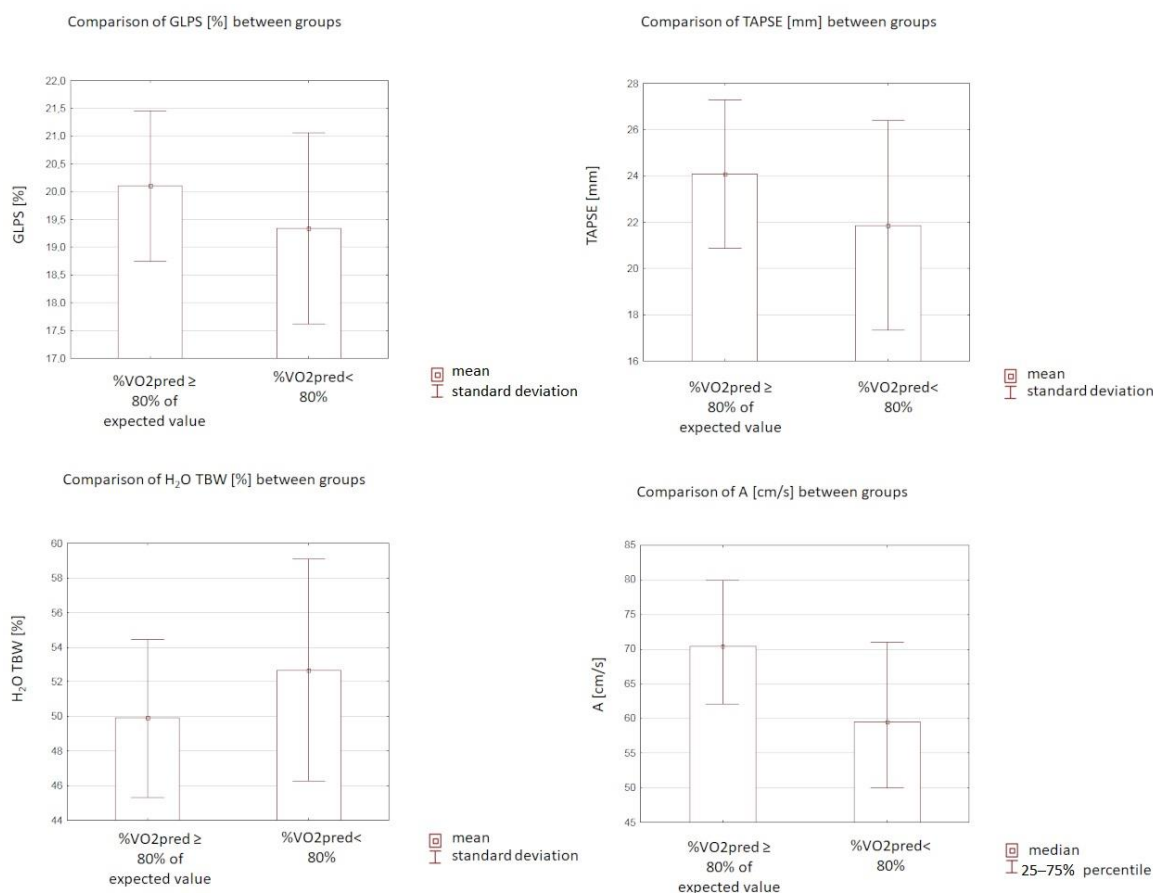 Comparison of GLPS [%] between groups
GLPS [%]
22,0
21,5
21,0
20,5
20,0
19,5
19,0
18,5
18,0
17,5
17,0
%VO2pred ≥
80% of
expected value
%VO2pred<
80%
mean
standard deviation
Comparison of TAPSE [mm] between groups
TAPSE [mm]
28
26
24
22
20
18
16
%VO2pred ≥
80% of
expected value
%VO2pred<
80%
mean
standard deviation
Comparison of H₂O TBW [%] between groups
H₂O TBW [%]
60
58
56
54
52
50
48
46
44
%VO2pred ≥
80% of
expected value
%VO2pred<
80%
mean
standard deviation
Comparison of A [cm/s] between groups
A [cm/s]
85
80
75
70
65
60
55
50
45
%VO2pred ≥
80% of
expected value
%VO2pred<
80%
median
25–75% percentile